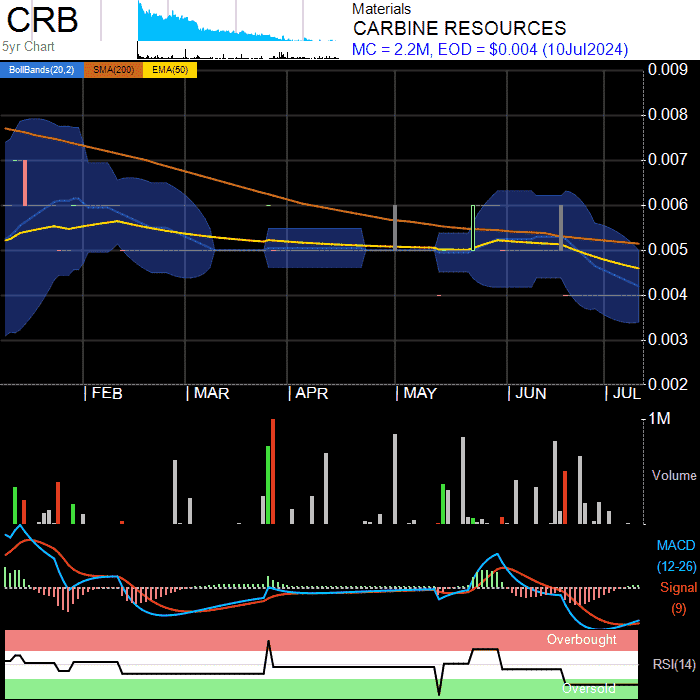 CRB
5yr Chart
Materials
CARBINE RESOURCES
MC = 2.2M, EOD = $0.004 (10Jul2024)
BollBands(20,2) SMA(200) EMA(50)
0.009
0.008
0.007
0.006
0.005
0.004
0.003
0.002
FEB MAR APR MAY JUN JUL
1M
Volume
MACD
(12-26)
Signal
(9)
Overbought
RSI(14)
Oversold